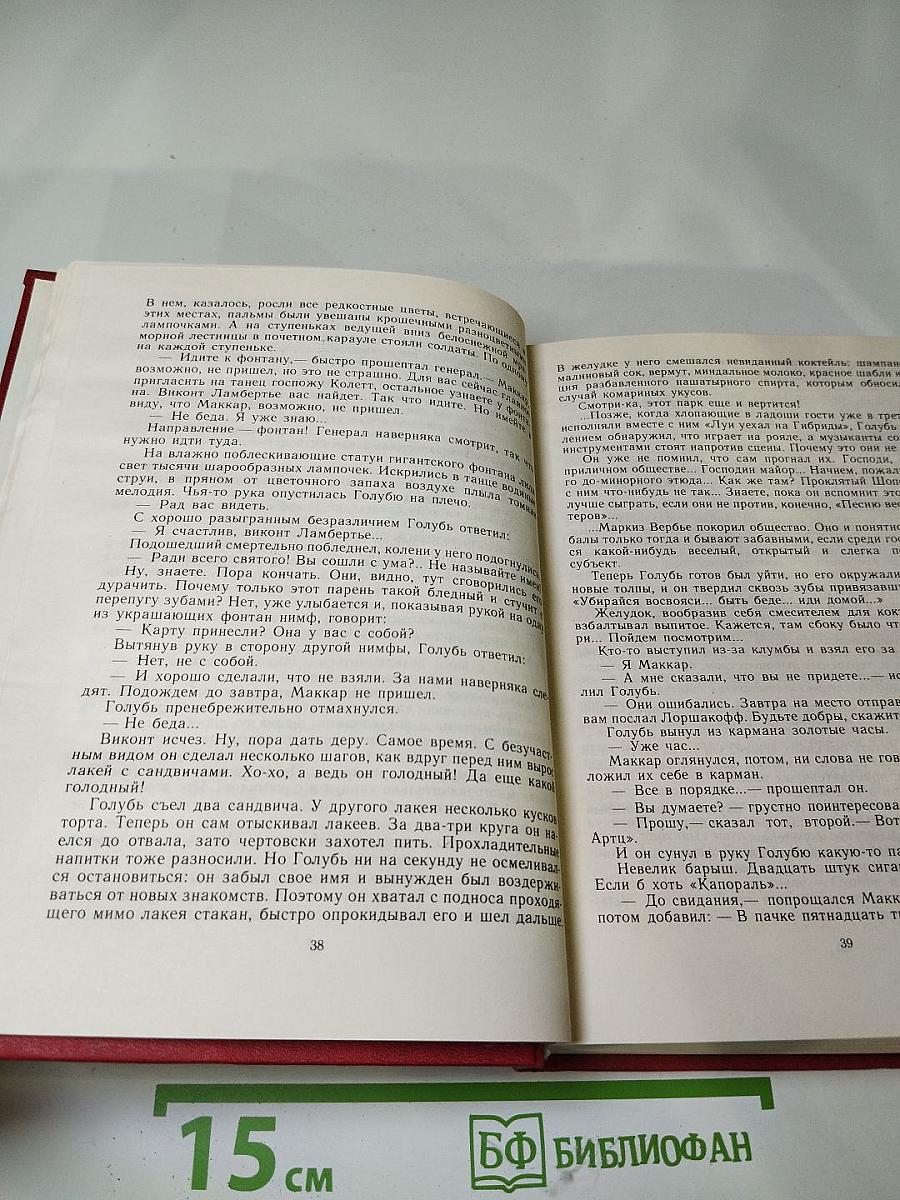 В нем, казалось, росли все редкостные цветы, встречающиеся
этих местах, пальмы были увешаны крошечными разноцветными
лампочками. А на ступеньках ведущей вниз белоснежной мра-
морной лестницы в почетном карауле стояли солдаты. По одному
на каждой ступеньке.
— Идите к фонтану,— быстро прошептал генерал.— Маккар,
возможно, не пришел, но это не страшно. Для вас сейчас главное
пригласить на танец госпожу Колетт, остальное узнаете у фонта-
на. Виконт Ламбертье вас найдет. Так что идите. Но имейте в
виду, что Маккар, возможно, не пришел.
— Не беда. Я уже знаю...
Направление — фонтан! Генерал наверняка смотрит, так что
нужно идти туда.
На влажно поблескивающие статуи гигантского фонтана лили
свет тысячи шарообразных лампочек. Искрились в танце водяные
струи, в пряном от цветочного запаха воздухе плыла томная
мелодия. Чья-то рука опустилась Голубю на плечо.
— Рад вас видеть.
С хорошо разыгранным безразличием Голубь ответил:
— Я счастлив, виконт Ламбертье...
Подошедший смертельно побледнел, колени у него подогнулись.
— Ради всего святого! Вы сошли с ума?.. Не называйте имен!
Ну, знаете. Пора кончать. Они, видно, тут сговорились его
дурачить. Почему только этот парень такой бледный и стучит с
перепугу зубами? Нет, уже улыбается и, показывая рукой на одну
из украшающих фонтан нимф, говорит:
— Карту принесли? Она у вас с собой?
Вытянув руку в сторону другой нимфы, Голубь ответил:
— Нет, не с собой.
— И хорошо сделали, что не взяли. За нами наверняка сле-
дят. Подождем до завтра, Маккар не пришел.
Голубь пренебрежительно отмахнулся.
— Не беда...
Виконт исчез. Ну, пора дать деру. Самое время. С безучаст-
ным видом он сделал несколько шагов, как вдруг перед ним вырос
лакей с сандвичами. Хо-хо, а ведь он голодный! Да еще какой
голодный!
Голубь съел два сандвича. У другого лакея несколько кусков
торта. Теперь он сам отыскивал лакеев. За два-три круга он на-
елся до отвала, зато чертовски захотел пить. Прохладительные
напитки тоже разносили. Но Голубь ни на секунду не осмеливал-
ся остановиться: он забыл свое имя и вынужден был воздержи-
ваться от новых знакомств. Поэтому он хватал с подноса проходя-
щего мимо лакея стакан, быстро опрокидывал его и шел дальше.
38
В желудке у него смешался невиданный коктейль: шампан
малиновый сок, вермут, миндальное молоко, красное шабли и
ция разбавленного нашатырного спирта, которым обносил
случай комариных укусов.
Смотри-ка, этот парк еще и вертится!
...Позже, когда хлопающие в ладони гости уже в трет
исполняли вместе с ним «Луи уехал на Гибриды», Голубь
лением обнаружил, что играет на рояле, а музыканты со
инструментами стоят напротив сцены. Почему это они не
Он уже не помнил, что сам прогнал их. Господи,
приличном обществе... Господин майор... Начнем, пожал
го до-минорного этюда... Как же там? Проклятый Шоп
с ним что-нибудь не так... Знаете, пока он вспомнит это
лучше сыграть, если они не против, конечно, «Песню вес
теров»...
...Маркиз Вербье покорил общество. Оно и понятно
балы только тогда и бывают забавными, если среди гос
ся какой-нибудь веселый, открытый и слегка п
субъект.
Теперь Голубь готов был уйти, но его окружали
новые толпы, и он твердил сквозь зубы привязавш
«Убирайся восвояси... быть беде... иди домой...»
Желудок, вообразив себя смесителем для кокт
взбалтывал выпитое. Кажется, там сбоку было чт
ри... Пойдем посмотрим...
Кто-то выступил из-за клумбы и взял его за
— Я Маккар.
— А мне сказали, что вы не придете...— ис
лил Голубь.
— Они ошибались. Завтра на место отправ
вам послал Лоршакофф. Будьте добры, скажит
Голубь вынул из кармана золотые часы.
— Уже час...
Маккар оглянулся, потом, ни слова не гов
ложил их себе в карман.
— Все в порядке...— прошептал он.
— Вы думаете? — грустно поинтересова
— Прошу,— сказал тот, второй.— Вот
Артц».
И он сунул в руку Голубю какую-то па
Невелик барыш. Двадцать штук сига
Если б хоть «Капораль»...
— До свидания,— попрощался Макк
потом добавил: — В пачке пятнадцать т
39
15 см
БФ БИБЛИОФАН